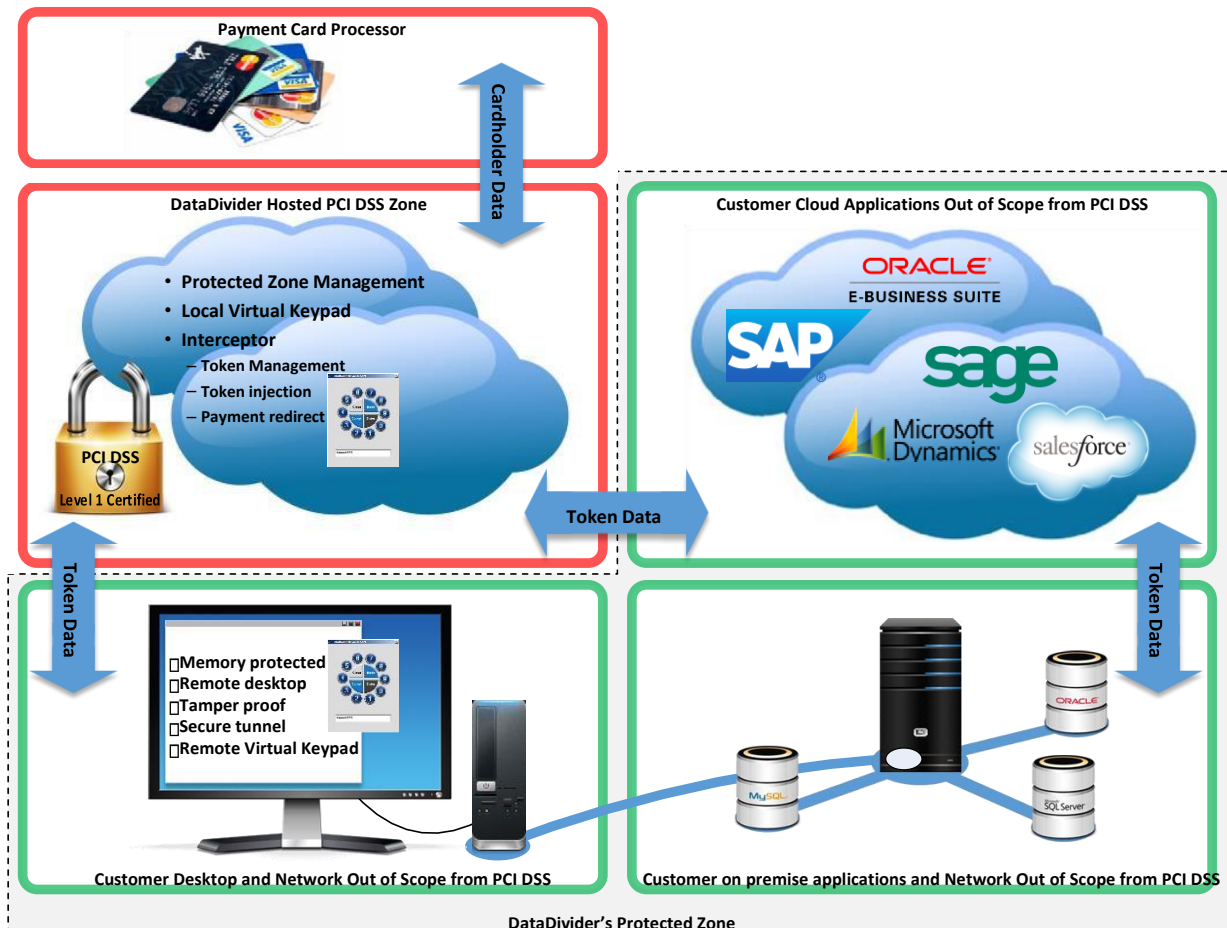 Payment Card Processor
VISA
VISA
VISA
MasterCard
Cardholder Data
DataDivider Hosted PCI DSS Zone
• Protected Zone Management
• Local Virtual Keypad
• Interceptor
– Token Management
– Token injection
– Payment redirect
PCI DSS
Level 1 Certified
Customer Cloud Applications Out of Scope from PCI DSS
ORACLE®
E-BUSINESS SUITE
SAP®
sage
Microsoft
Dynamics®
salesforce
Token Data
Token Data
Token Data
Memory protected
Remote desktop
Tamper proof
Secure tunnel
Remote Virtual Keypad
ORACLE
MySQL
SQL Server
Customer Desktop and Network Out of Scope from PCI DSS
Customer on premise applications and Network Out of Scope from PCI DSS
DataDivider's Protected Zone